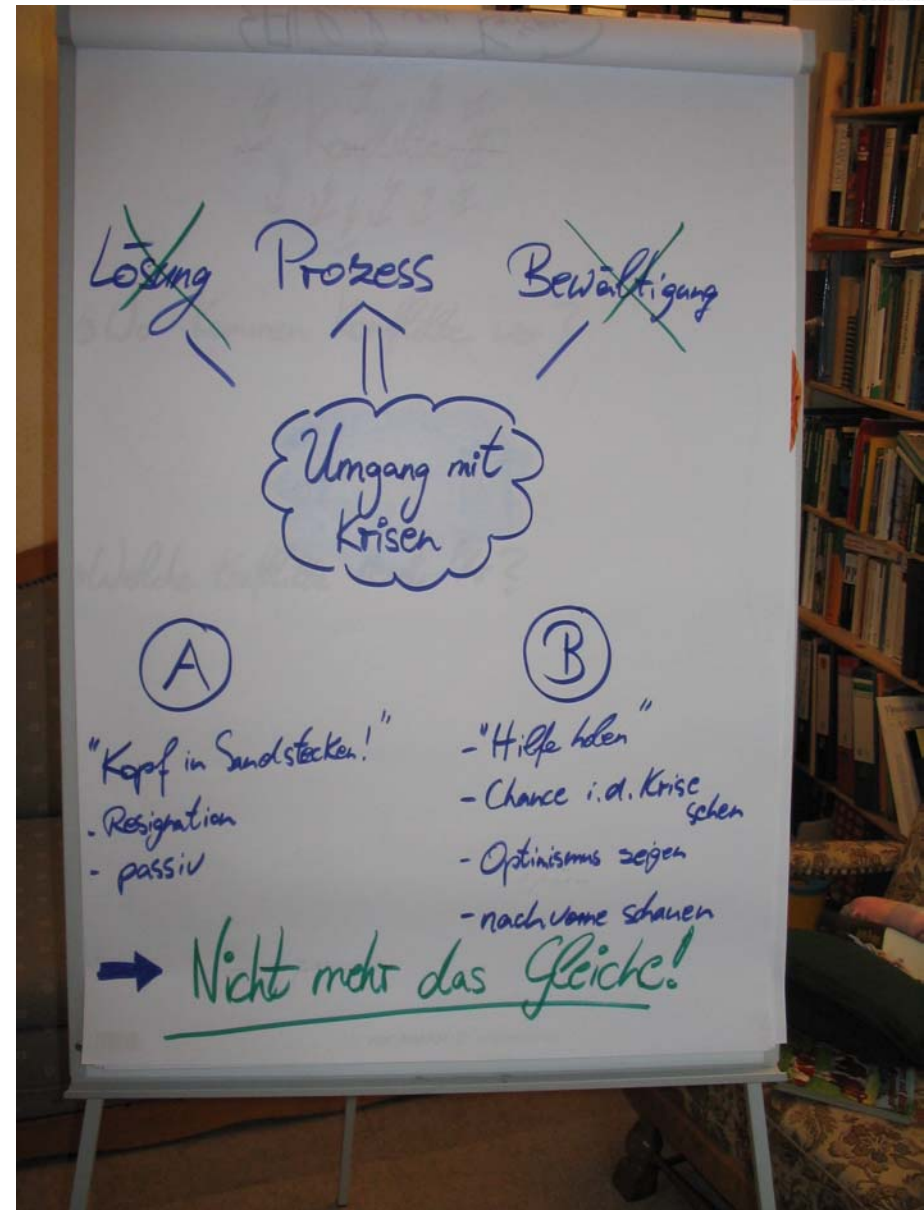 Lösung Prozess Bewältigung
Umgang mit
Krisen
A
"Kopf in Sand stecken!"
- Resignation
- passiv
B
- "Hilfe holen"
- Chance i.d. Krise
sehen
- Optimismus zeigen
- nach vorne schauen
→ Nicht mehr das Gleiche!